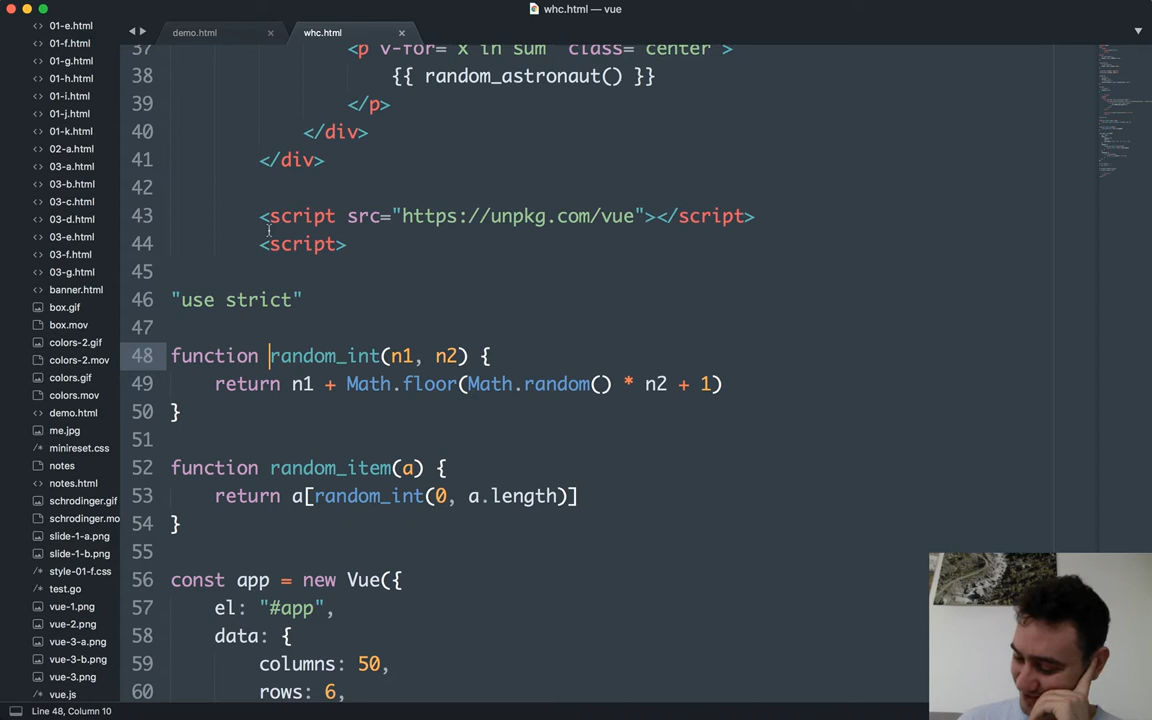 whc.html — vue
01-e.html
01-f.html
01-g.html
01-h.html
01-i.html
01-j.html
01-k.html
02-a.html
03-a.html
03-b.html
03-c.html
03-d.html
03-e.html
03-f.html
03-g.html
banner.html
box.gif
box.mov
colors-2.gif
colors-2.mov
colors.gif
colors.mov
demo.html
me.jpg
minireset.css
notes
notes.html
schrodinger.gif
schrodinger.mo
slide-1-a.png
slide-1-b.png
style-01-f.css
test.go
vue-1.png
vue-2.png
vue-3-a.png
vue-3-b.png
vue-3.png
vue.js
demo.html
whc.html
37 <p v-for="x in sum" class="center">
38 {{ random_astronaut() }}
39 </p>
40 </div>
41 </div>
42
43 <script src="https://unpkg.com/vue"></script>
44 <script>
45
46 "use strict"
47
48 function random_int(n1, n2) {
49 return n1 + Math.floor(Math.random() * n2 + 1)
50 }
51
52 function random_item(a) {
53 return a[random_int(0, a.length)]
54 }
55
56 const app = new Vue({
57 el: "#app",
58 data: {
59 columns: 50,
60 rows: 6,
Line 48, Column 10